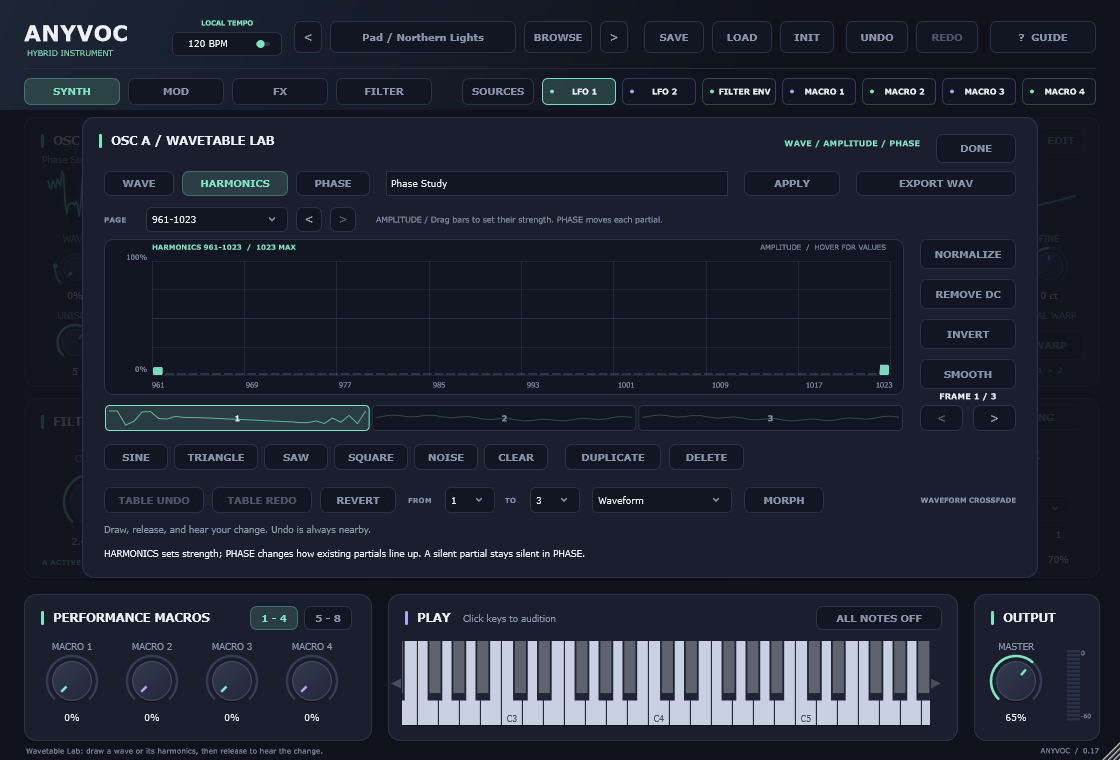 ANYVOC
HYBRID INSTRUMENT
LOCAL TEMPO
120 BPM
<
Pad / Northern Lights
BROWSE
>
SAVE
LOAD
INIT
UNDO
REDO
? GUIDE
SYNTH
MOD
FX
FILTER
SOURCES
LFO 1
LFO 2
FILTER ENV
MACRO 1
MACRO 2
MACRO 3
MACRO 4
OSC A / WAVETABLE LAB
WAVE / AMPLITUDE / PHASE
DONE
EDIT
WAVE
HARMONICS
PHASE
Phase Study
APPLY
EXPORT WAV
PAGE
961-1023
<
>
AMPLITUDE / Drag bars to set their strength. PHASE moves each partial.
HARMONICS 961-1023 / 1023 MAX
AMPLITUDE / HOVER FOR VALUES
100%
0%
961
969
977
985
993
1001
1009
1017
1023
NORMALIZE
REMOVE DC
INVERT
SMOOTH
FRAME 1 / 3
1
2
3
<
>
SINE
TRIANGLE
SAW
SQUARE
NOISE
CLEAR
DUPLICATE
DELETE
TABLE UNDO
TABLE REDO
REVERT
FROM
1
TO
3
Waveform
MORPH
WAVEFORM CROSSFADE
Draw, release, and hear your change. Undo is always nearby.
HARMONICS sets strength; PHASE changes how existing partials line up. A silent partial stays silent in PHASE.
1
70%
PERFORMANCE MACROS
1 - 4
5 - 8
MACRO 1
MACRO 2
MACRO 3
MACRO 4
0%
0%
0%
0%
PLAY
Click keys to audition
ALL NOTES OFF
C3
C4
C5
OUTPUT
MASTER
65%
0
-60
Wavetable Lab: draw a wave or its harmonics, then release to hear the change.
ANYVOC / 0.17